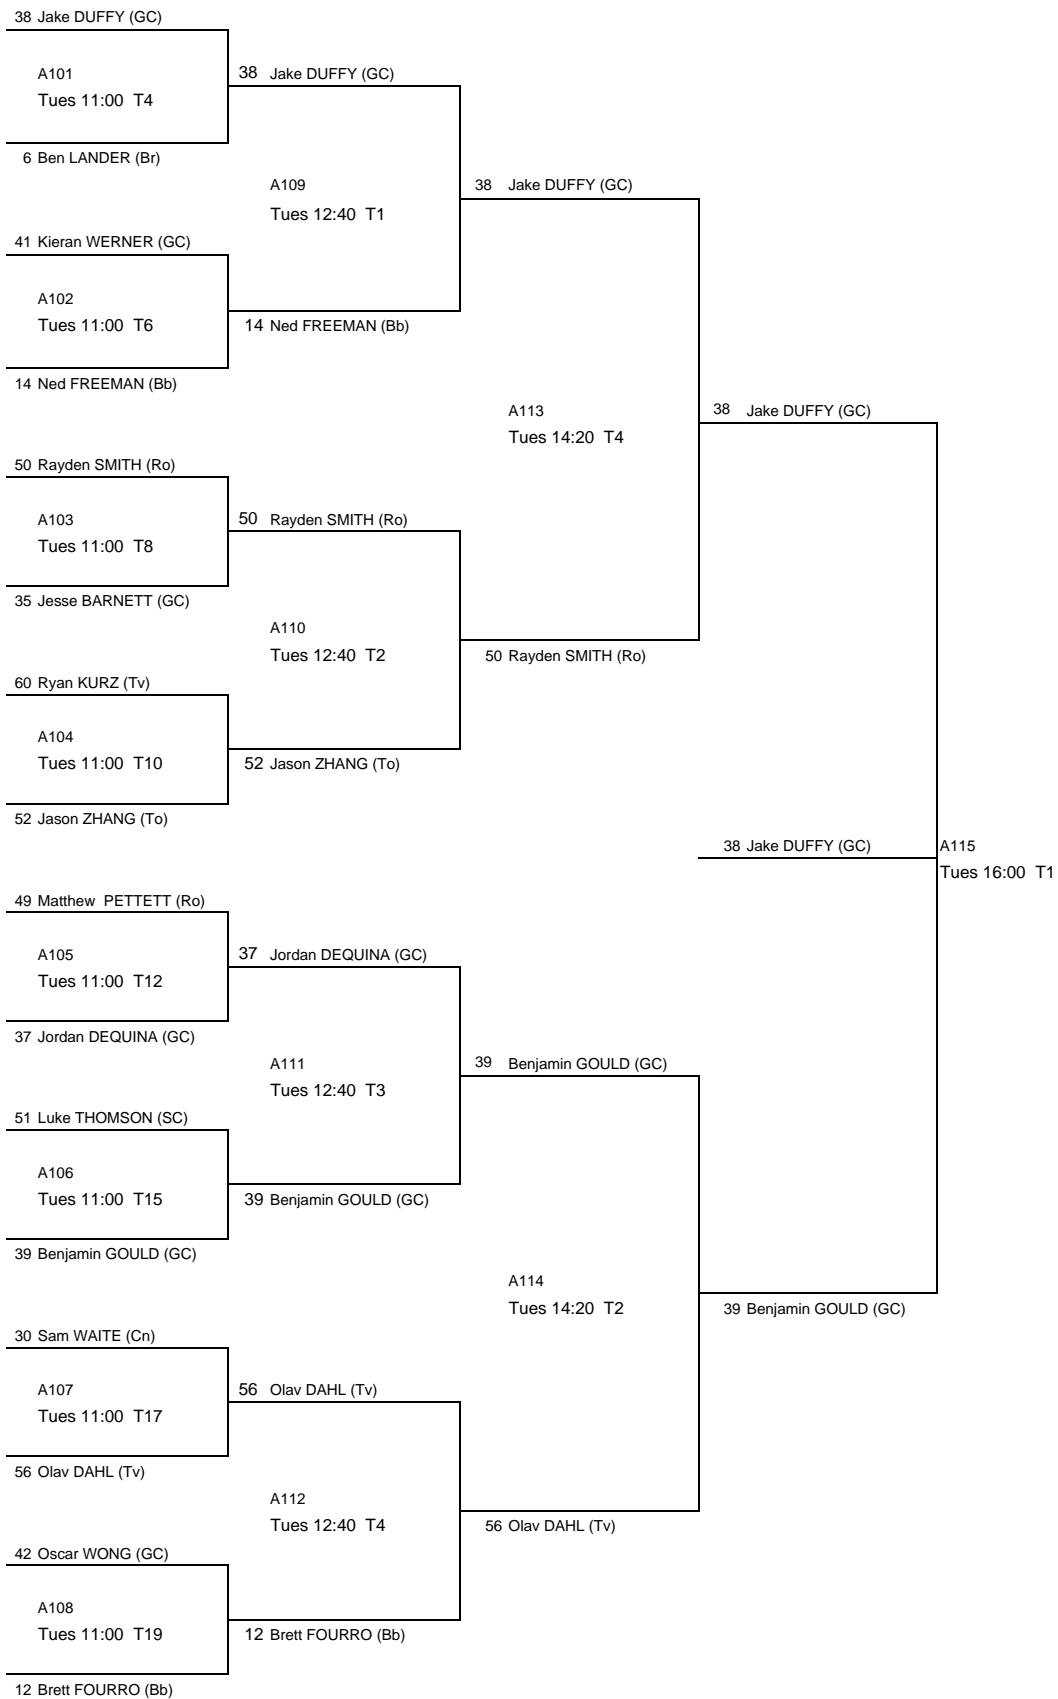 38 Jake DUFFY (GC)
A101
Tues 11:00 T4
6 Ben LANDER (Br)
41 Kieran WERNER (GC)
A102
Tues 11:00 T6
14 Ned FREEMAN (Bb)
50 Rayden SMITH (Ro)
A103
Tues 11:00 T8
35 Jesse BARNETT (GC)
60 Ryan KURZ (Tv)
A104
Tues 11:00 T10
52 Jason ZHANG (To)
49 Matthew PETTETT (Ro)
A105
Tues 11:00 T12
37 Jordan DEQUINA (GC)
51 Luke THOMSON (SC)
A106
Tues 11:00 T15
39 Benjamin GOULD (GC)
30 Sam WAITE (Cn)
A107
Tues 11:00 T17
56 Olav DAHL (Tv)
42 Oscar WONG (GC)
A108
Tues 11:00 T19
12 Brett FOURRO (Bb)
38 Jake DUFFY (GC)
A109
Tues 12:40 T1
14 Ned FREEMAN (Bb)
50 Rayden SMITH (Ro)
A110
Tues 12:40 T2
52 Jason ZHANG (To)
37 Jordan DEQUINA (GC)
A111
Tues 12:40 T3
39 Benjamin GOULD (GC)
56 Olav DAHL (Tv)
A112
Tues 12:40 T4
12 Brett FOURRO (Bb)
38 Jake DUFFY (GC)
A113
Tues 14:20 T4
50 Rayden SMITH (Ro)
39 Benjamin GOULD (GC)
A114
Tues 14:20 T2
56 Olav DAHL (Tv)
38 Jake DUFFY (GC)
38 Jake DUFFY (GC)
A115
Tues 16:00 T1
39 Benjamin GOULD (GC)